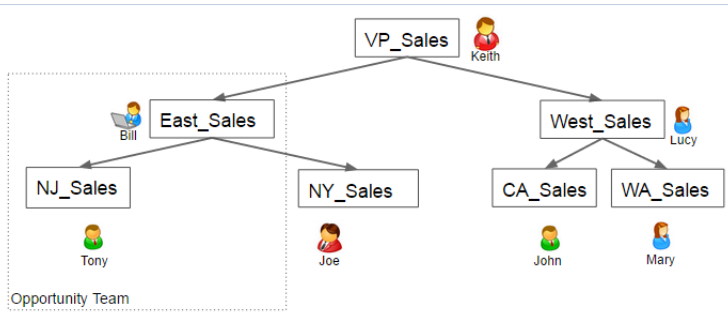 VP_Sales
Keith
Bill
East_Sales
West_Sales
Lucy
NJ_Sales
NY_Sales
CA_Sales
WA_Sales
Tony
Joe
John
Mary
Opportunity Team